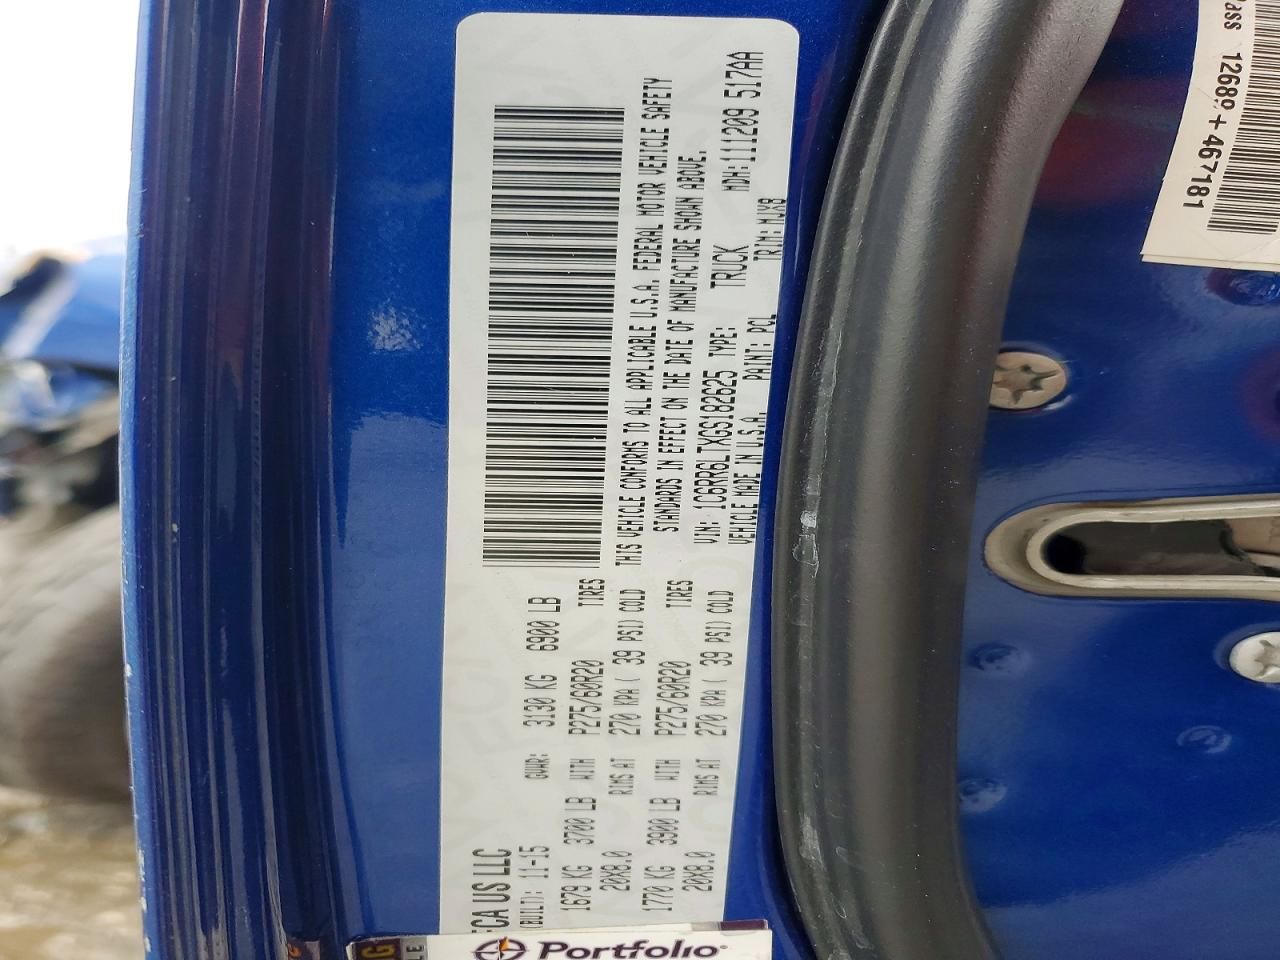 FCA US LLC
(BUILT): 11-15 GVWR: 3130 KG 6900 LB
1679 KG 3700 LB WITH P275/60R20 TIRES
20X8.0 RIMS AT 270 KPA ( 39 PSI) COLD
1770 KG 3900 LB WITH P275/60R20 TIRES
20X8.0 RIMS AT 270 KPA ( 39 PSI) COLD
THIS VEHICLE CONFORMS TO ALL APPLICABLE U.S.A. FEDERAL MOTOR VEHICLE SAFETY
STANDARDS IN EFFECT ON THE DATE OF MANUFACTURE SHOWN ABOVE.
VIN: 1C6RR6LTXGS182625 TYPE: TRUCK MDH:111209 517AA
VEHICLE MADE IN U.S.A. PAINT: PCL TRIM: MJX8
Portfolio
ass 1268
++467181